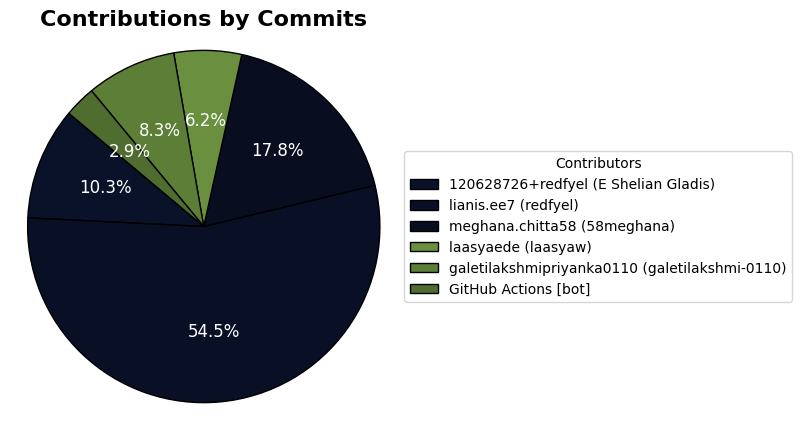 Contributions by Commits
6.2%
8.3%
17.8%
2.9%
10.3%
54.5%
Contributors
120628726+redfyel (E Shelian Gladis)
lianis.ee7 (redfyel)
meghana.chitta58 (58meghana)
laasyaede (laasyaw)
galetilakshmipriyanka0110 (galetilakshmi-0110)
GitHub Actions [bot]